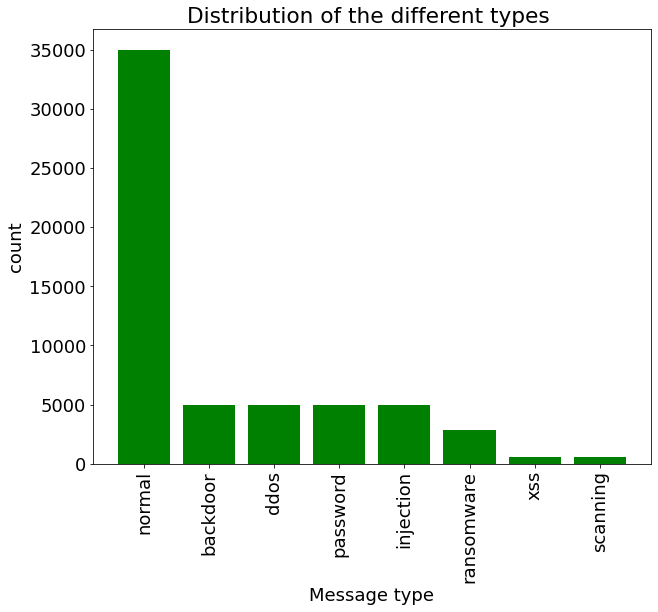 Distribution of the different types
count
35000
30000
25000
20000
15000
10000
5000
0
normal
backdoor
ddos
password
injection
ransomware
xss
scanning
Message type